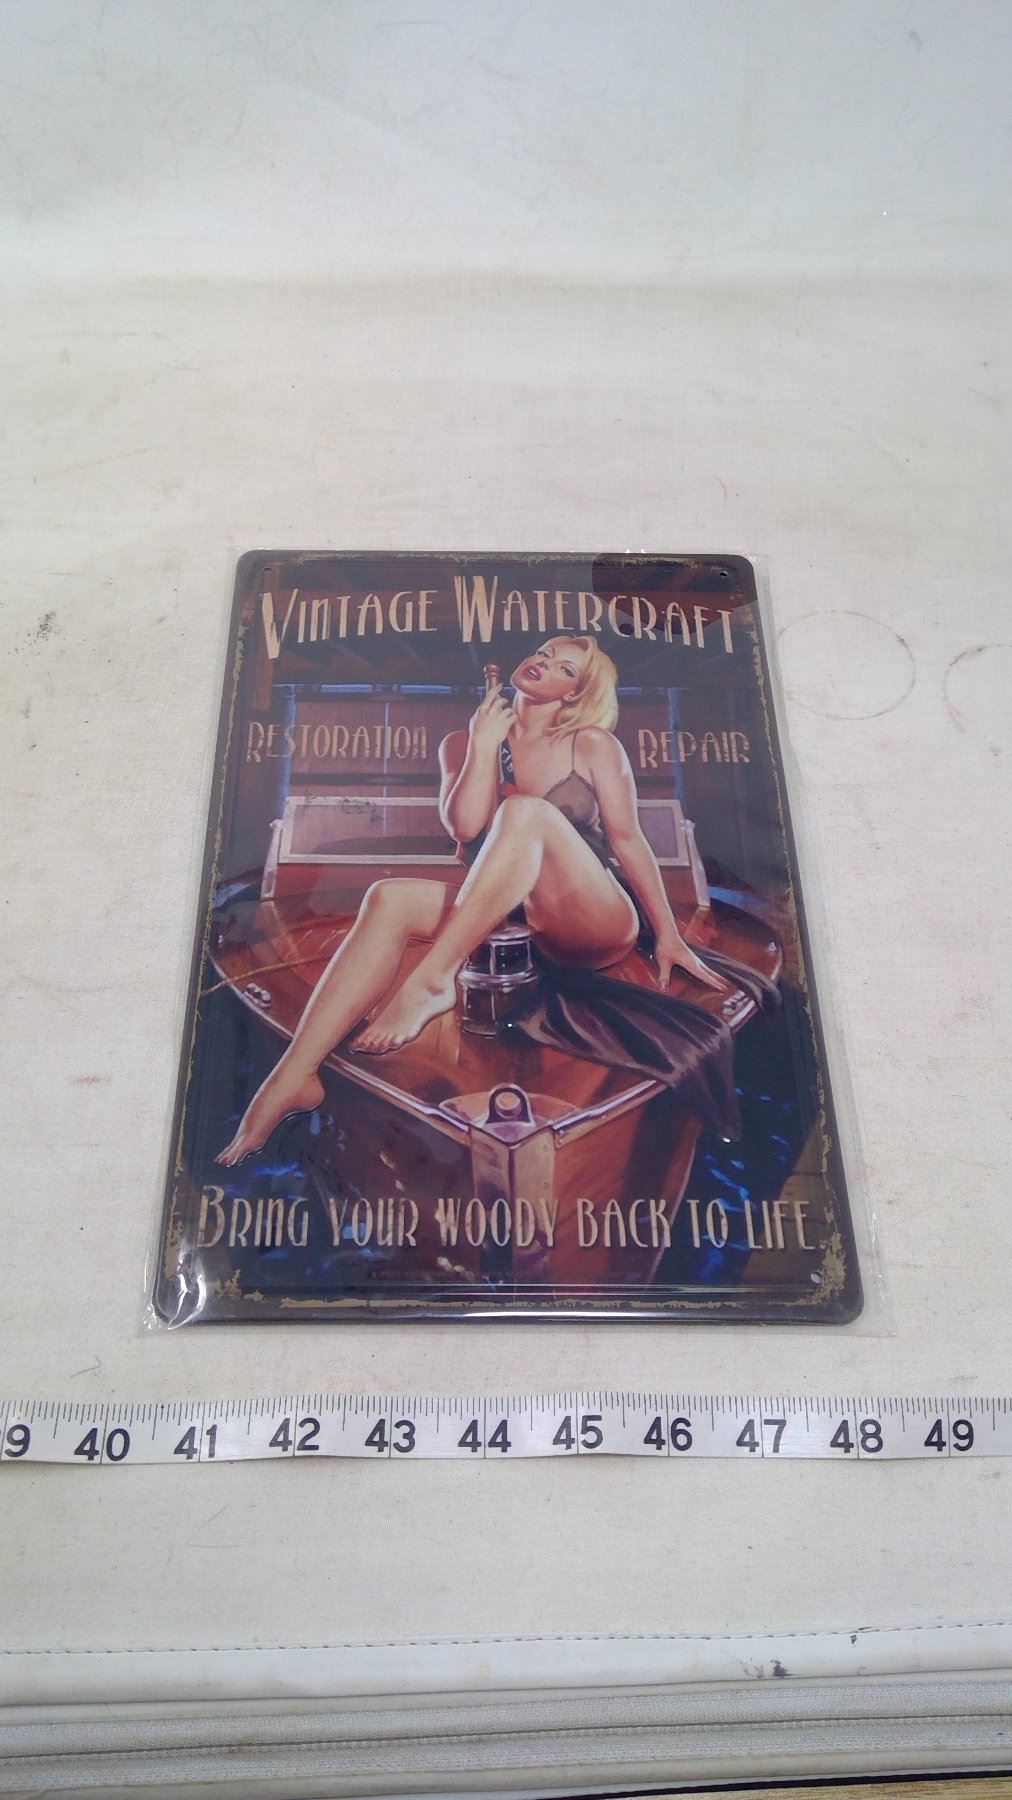 VINTAGE WATERCRAFT
RESTORATION REPAIR
BRING YOUR WOODY BACK TO LIFE.
40 41 42 43 44 45 46 47 48 49